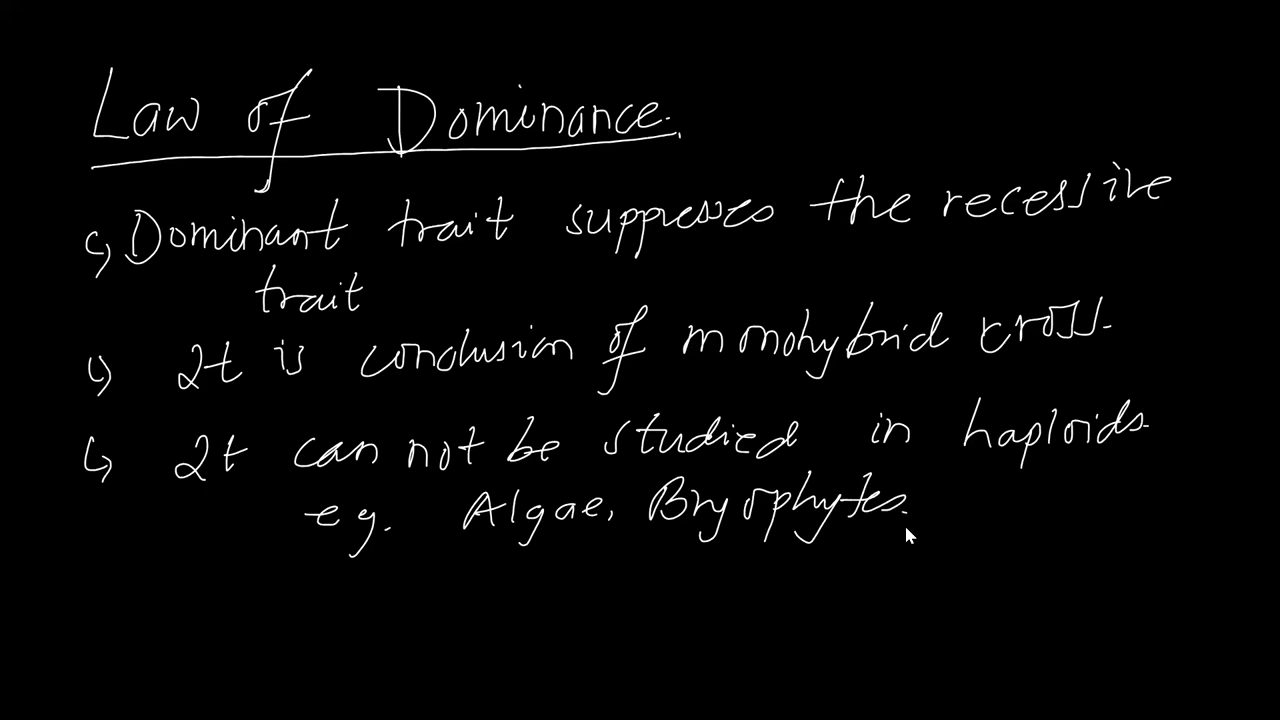 Law of Dominance.
Dominant trait suppresses the recessive
trait
It is conclusion of monohybrid cross.
It can not be studied in haploids.
eg. Algae, Bryophytes.